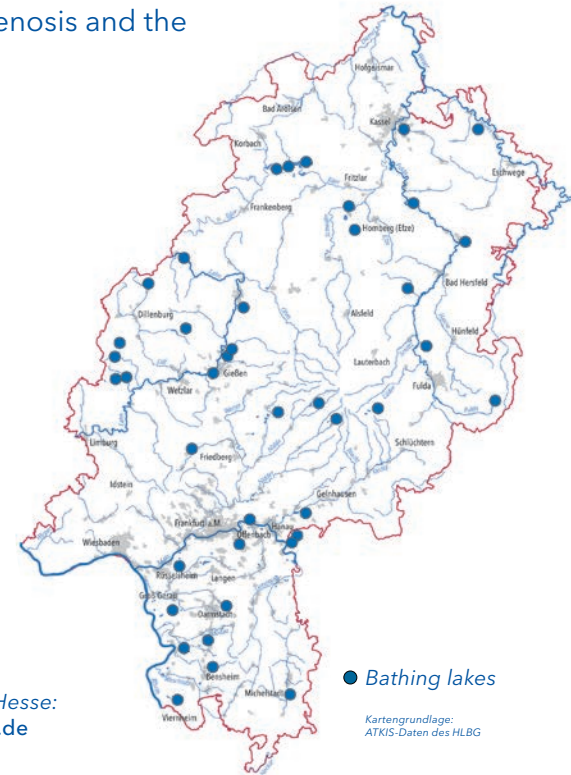 enosis and the
Hofgeismar
Bad Arolsen
Kassel
Korbach
Eschwege
Fritzlar
Frankenberg
Homberg (Efze)
Bad Hersfeld
Dillenburg
Alsfeld
Hünfeld
Lauterbach
Gießen
Wetzlar
Fulda
Limburg
Schlüchtern
Friedberg
Idstein
Gelnhausen
Frankfurt a.M.
Hanau
Offenbach
Wiesbaden
Rüsselsheim
Langen
Groß Gerau
Darmstadt
Bensheim
Michelstadt
Viernheim
Bathing lakes
Hesse:
.de
Kartengrundlage:
ATKIS-Daten des HLBG